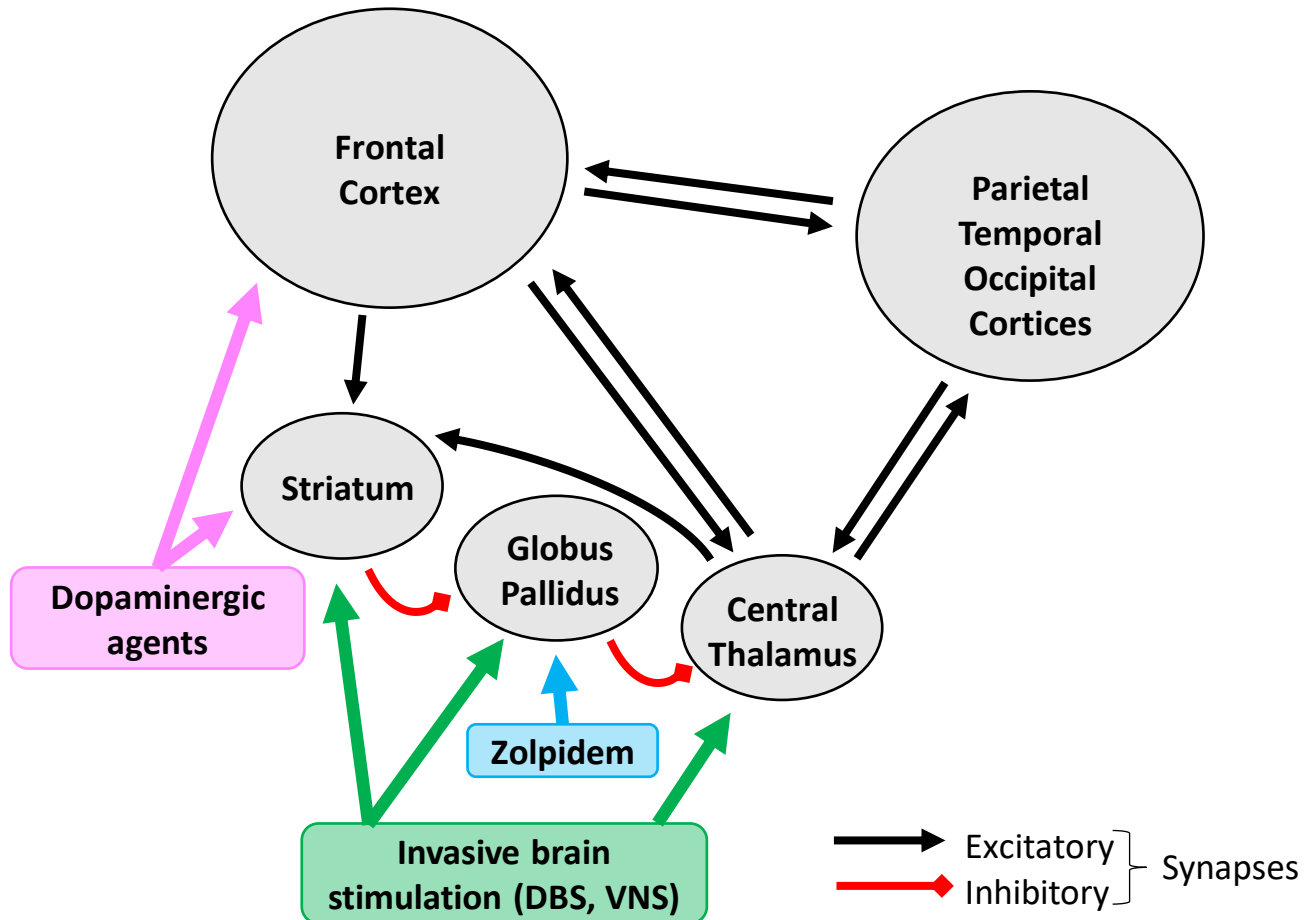 Frontal
Cortex
Parietal
Temporal
Occipital
Cortices
Striatum
Globus
Pallidus
Central
Thalamus
Dopaminergic
agents
Zolpidem
Invasive brain
stimulation (DBS, VNS)
Excitatory
Inhibitory
Synapses